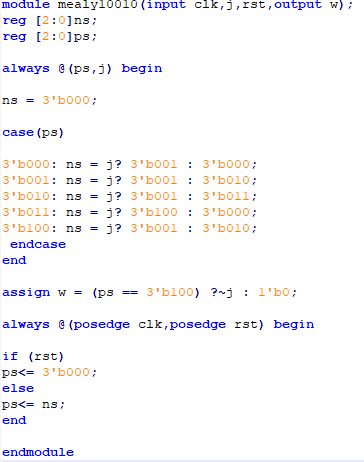 module mealy10010(input clk,j,rst,output w);
reg [2:0]ns;
reg [2:0]ps;
always @(ps,j) begin
ns = 3'b000;
case(ps)
3'b000: ns = j? 3'b001 : 3'b000;
3'b001: ns = j? 3'b001 : 3'b010;
3'b010: ns = j? 3'b001 : 3'b011;
3'b011: ns = j? 3'b100 : 3'b000;
3'b100: ns = j? 3'b001 : 3'b010;
endcase
end
assign w = (ps == 3'b100) ?~j : 1'b0;
always @(posedge clk,posedge rst) begin
if (rst)
ps<= 3'b000;
else
ps<= ns;
end
endmodule